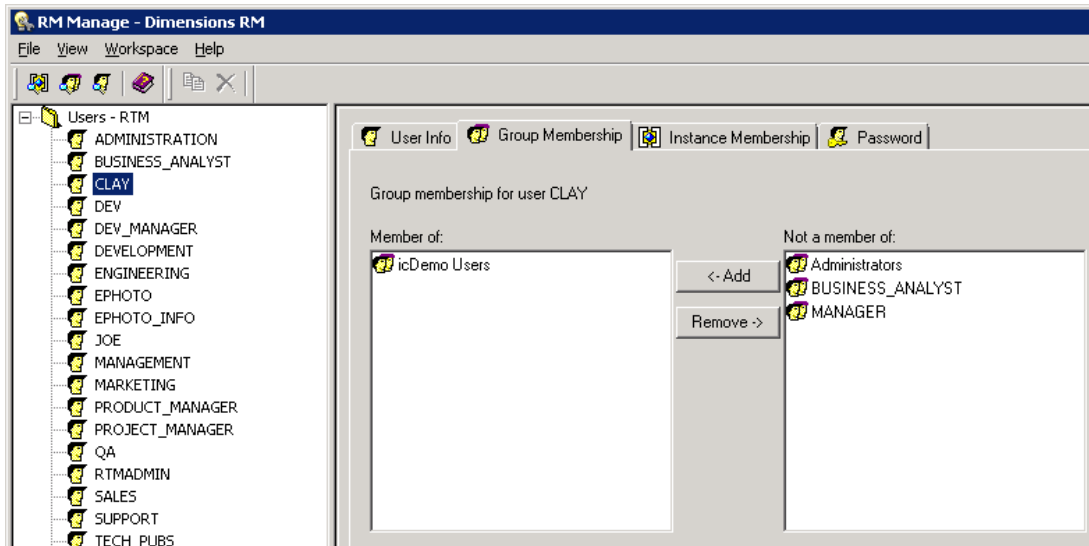 RM Manage - Dimensions RM
File View Workspace Help
Users - RTM
ADMINISTRATION
BUSINESS_ANALYST
CLAY
DEV
DEV_MANAGER
DEVELOPMENT
ENGINEERING
EPHOTO
EPHOTO_INFO
JOE
MANAGEMENT
MARKETING
PRODUCT_MANAGER
PROJECT_MANAGER
QA
RTMADMIN
SALES
SUPPORT
TECH_PUBS
User Info Group Membership Instance Membership Password
Group membership for user CLAY
Member of:
icDemo Users
<- Add
Remove ->
Not a member of:
Administrators
BUSINESS_ANALYST
MANAGER